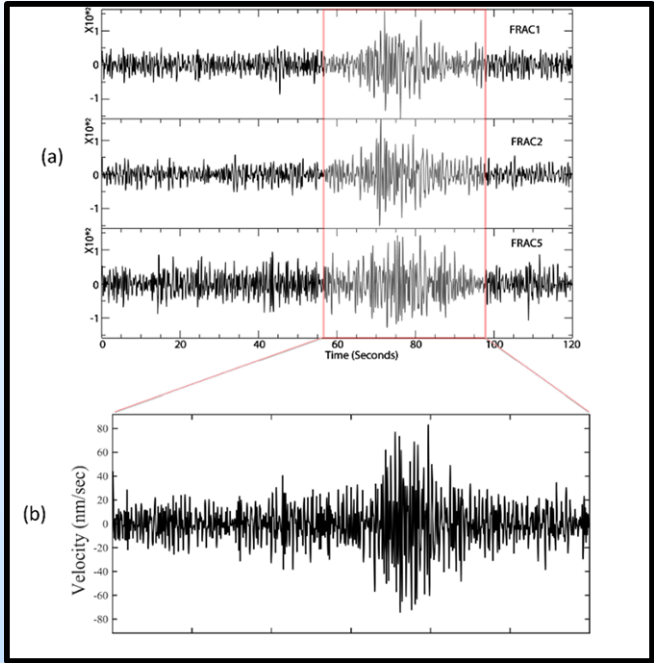 (a)
X10**2
1
0
-1
FRAC1
X10**2
1
0
-1
FRAC2
X10**2
1
0
-1
FRAC5
0 20 40 60 80 100 120
Time (Seconds)
(b)
Velocity (nm/sec)
80
60
40
20
0
-20
-40
-60
-80